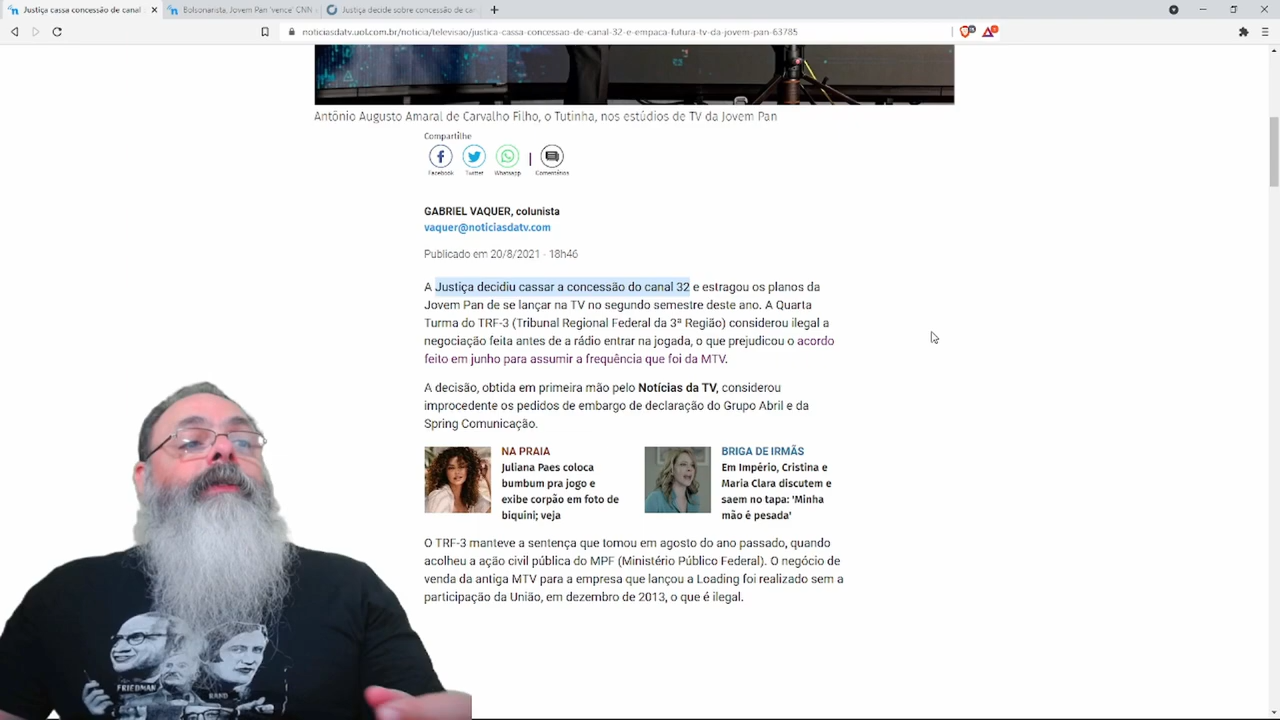 Justiça cassa concessão de canal
Bolsonarista, Jovem Pan 'vence' CNN
Justiça decide sobre concessão de can
noticiasdatv.uol.com.br/noticia/televisao/justica-cassa-concessao-de-canal-32-e-empaca-futura-tv-da-jovem-pan-63785
Antônio Augusto Amaral de Carvalho Filho, o Tutinha, nos estúdios de TV da Jovem Pan
Compartilhe
Facebook Twitter Whatsapp Comentários
GABRIEL VAQUER, colunista
vaquer@noticiasdatv.com
Publicado em 20/8/2021 - 18h46
A Justiça decidiu cassar a concessão do canal 32 e estragou os planos da
Jovem Pan de se lançar na TV no segundo semestre deste ano. A Quarta
Turma do TRF-3 (Tribunal Regional Federal da 3ª Região) considerou ilegal a
negociação feita antes de a rádio entrar na jogada, o que prejudicou o acordo
feito em junho para assumir a frequência que foi da MTV.
A decisão, obtida em primeira mão pelo Notícias da TV, considerou
improcedente os pedidos de embargo de declaração do Grupo Abril e da
Spring Comunicação.
NA PRAIA
Juliana Paes coloca
bumbum pra jogo e
exibe corpão em foto de
biquini; veja
BRIGA DE IRMÃS
Em Império, Cristina e
Maria Clara discutem e
saem no tapa: 'Minha
mão é pesada'
O TRF-3 manteve a sentença que tomou em agosto do ano passado, quando
acolheu a ação civil pública do MPF (Ministério Público Federal). O negócio de
venda da antiga MTV para a empresa que lançou a Loading foi realizado sem a
participação da União, em dezembro de 2013, o que é ilegal.
FRIEDMAN
RAND